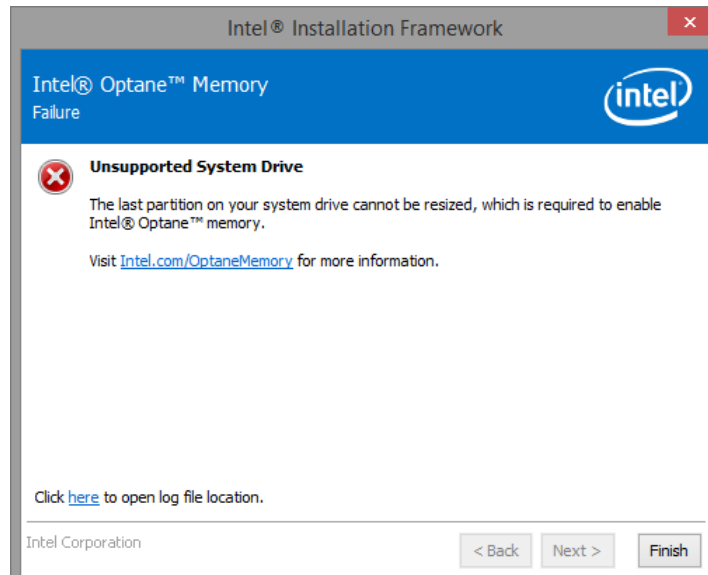 Intel® Installation Framework
Intel® Optane™ Memory
Failure
intel
Unsupported System Drive
The last partition on your system drive cannot be resized, which is required to enable
Intel® Optane™ memory.
Visit Intel.com/OptaneMemory for more information.
Click here to open log file location.
Intel Corporation
< Back Next > Finish